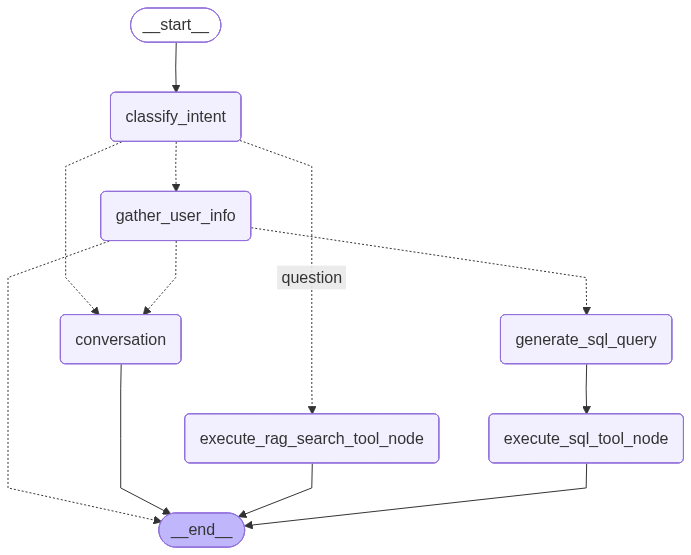 __start__
classify_intent
gather_user_info
question
conversation
generate_sql_query
execute_rag_search_tool_node
execute_sql_tool_node
__end__